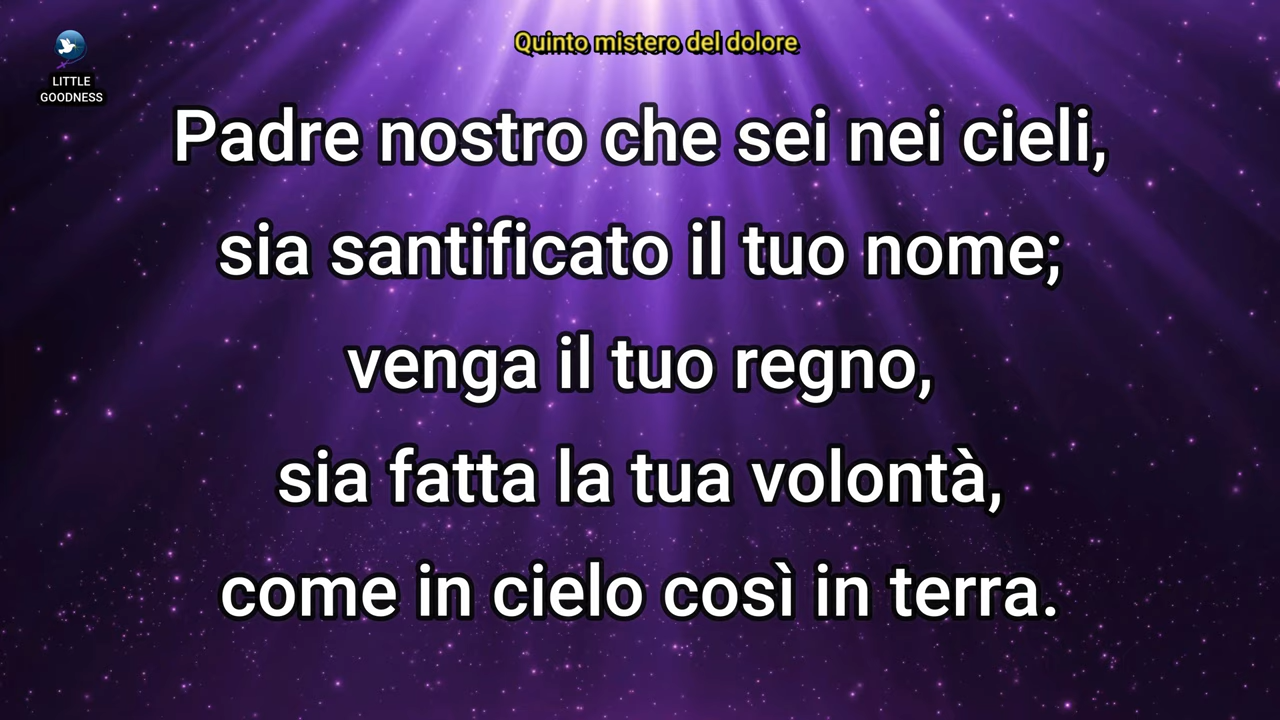 Quinto mistero del dolore
LITTLE
GOODNESS
Padre nostro che sei nei cieli,
sia santificato il tuo nome;
venga il tuo regno,
sia fatta la tua volontà,
come in cielo così in terra.